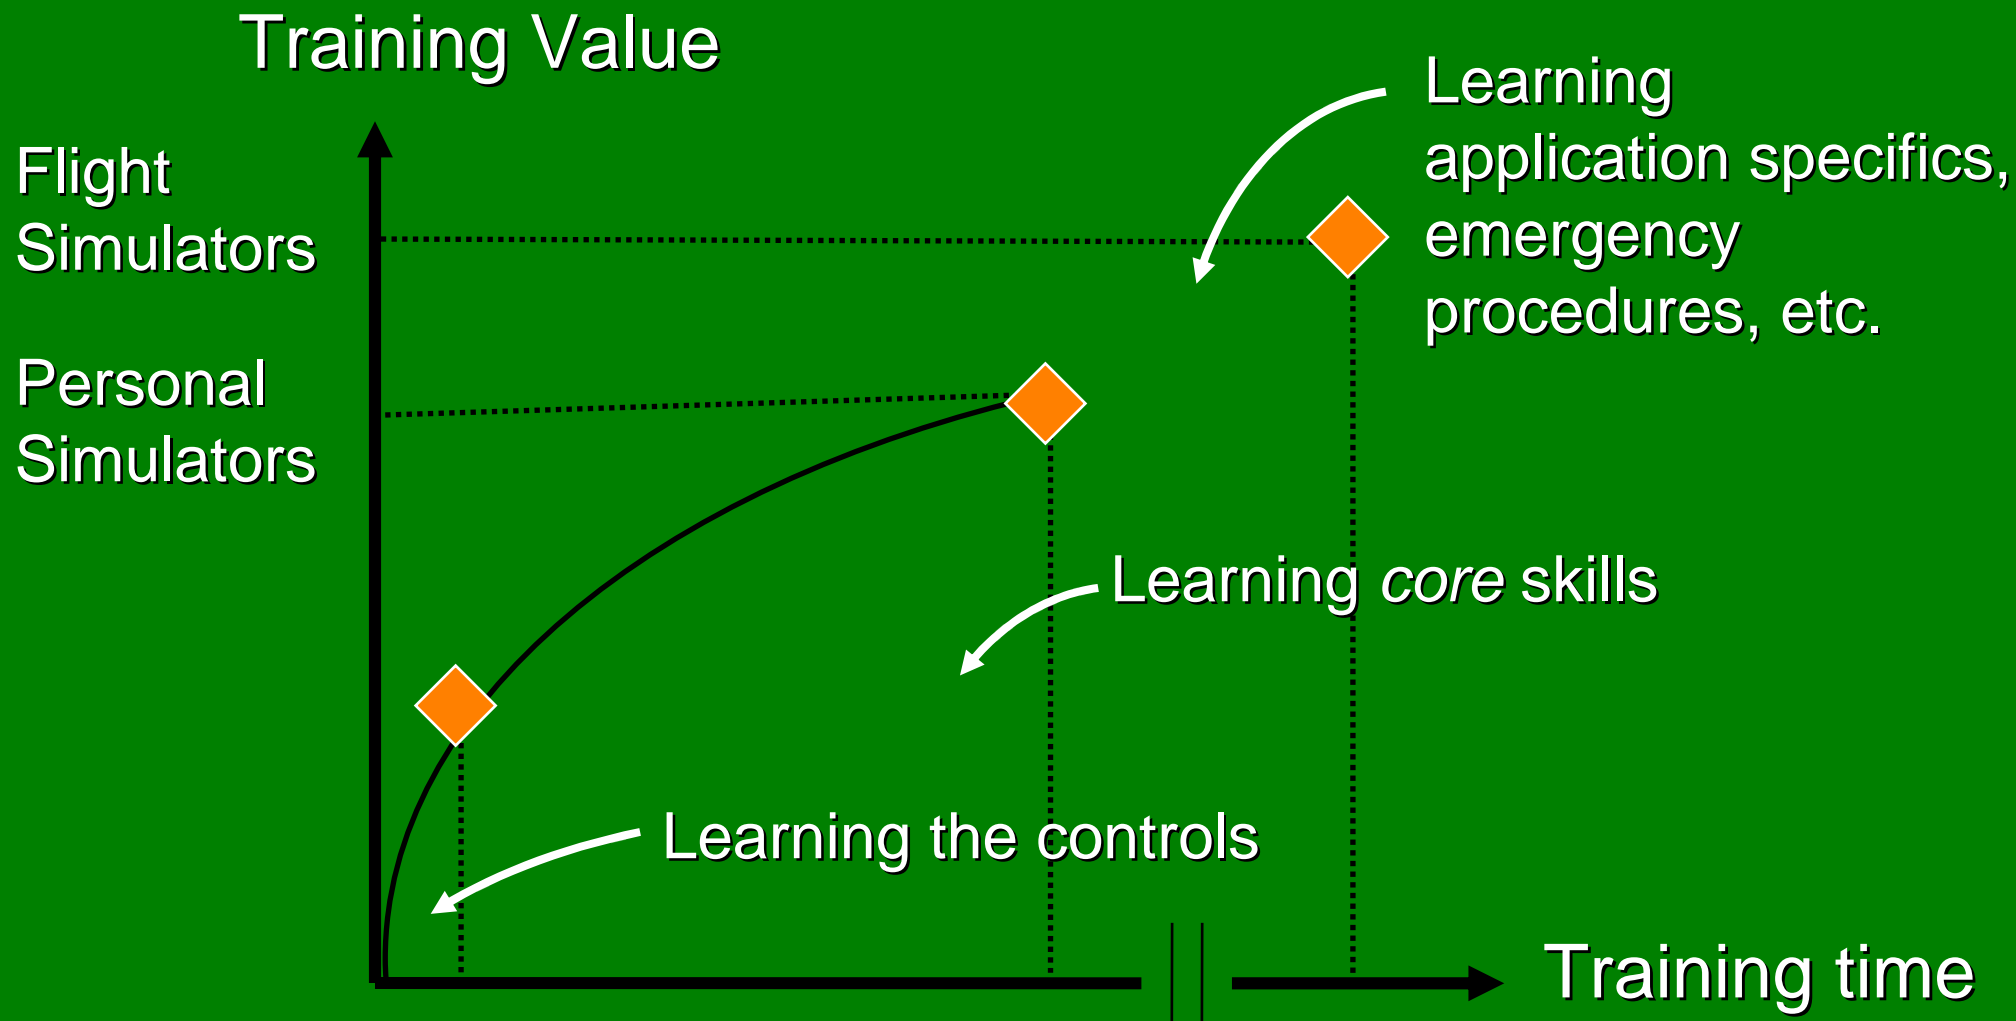 Training Value
Flight
Simulators
Personal
Simulators
Learning
application specifics,
emergency
procedures, etc.
Learning core skills
Learning the controls
Training time